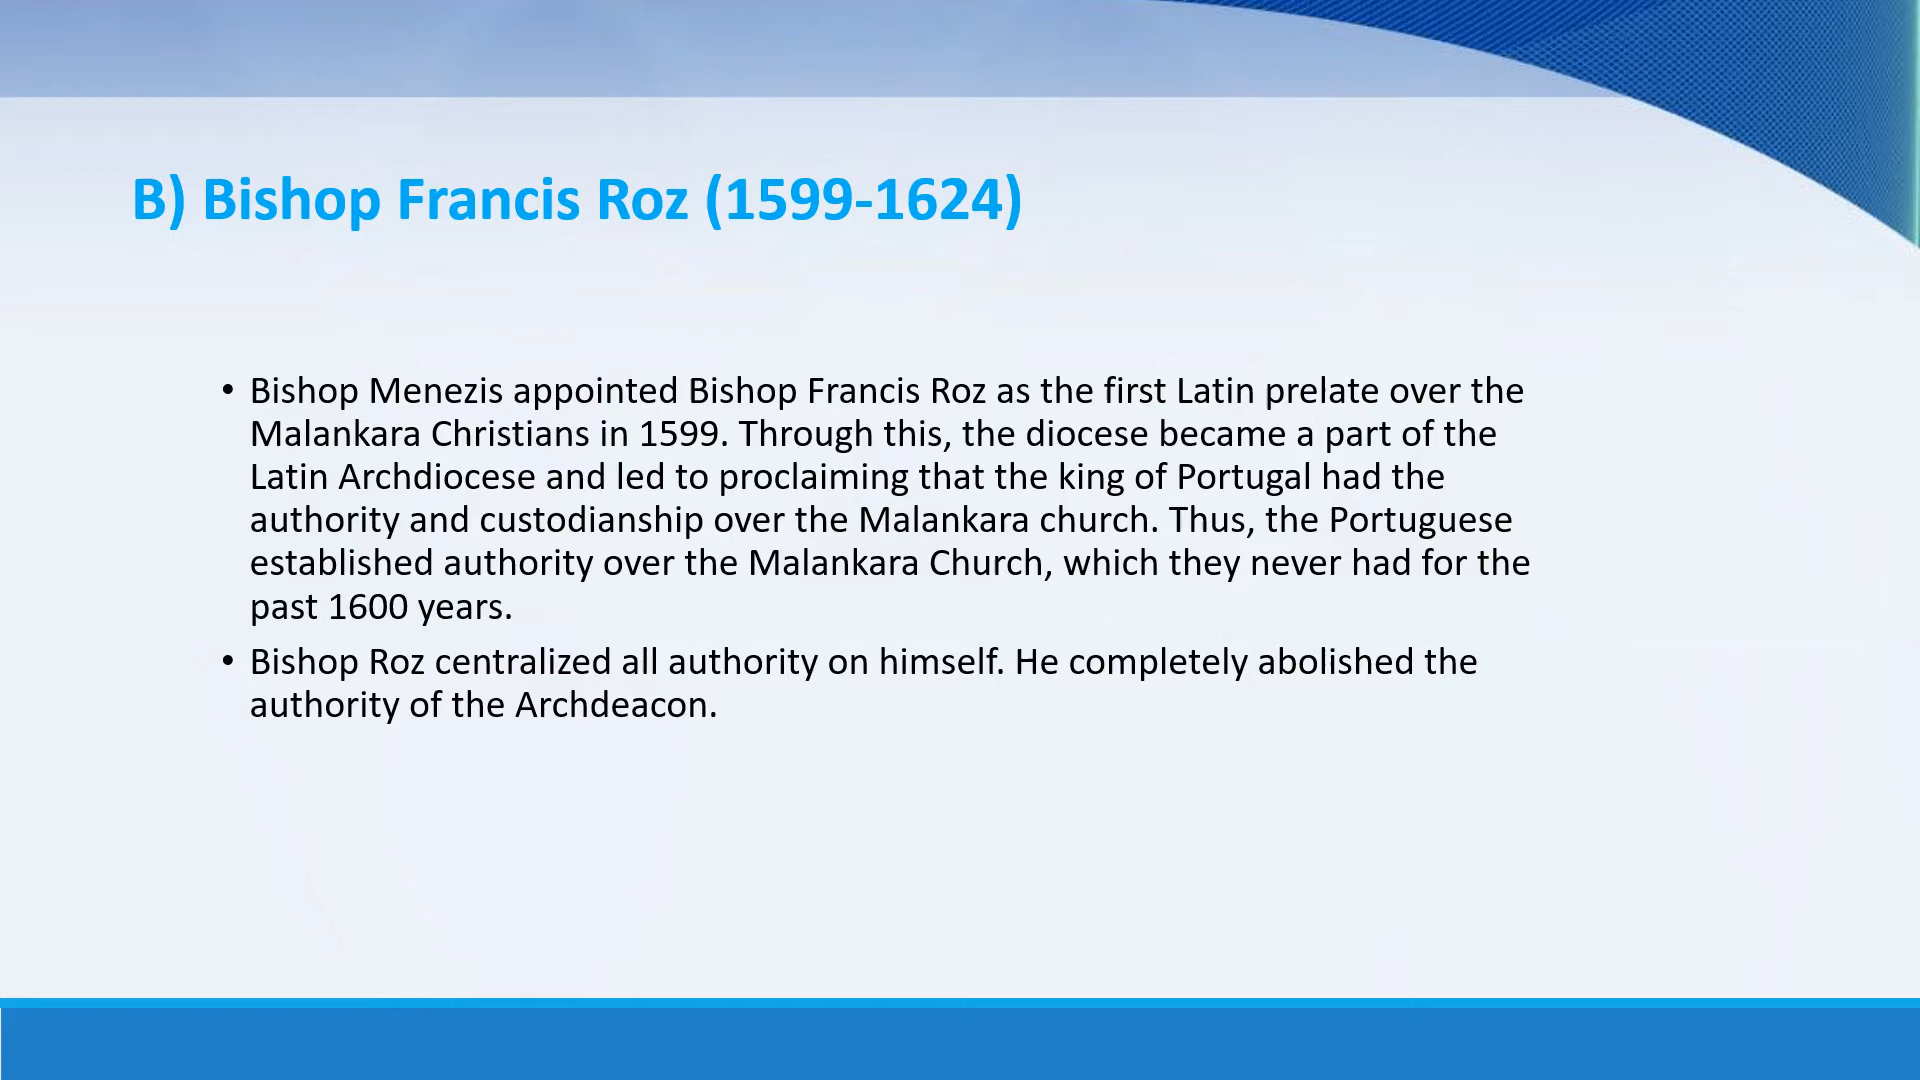 B) Bishop Francis Roz (1599-1624)
• Bishop Menezis appointed Bishop Francis Roz as the first Latin prelate over the
Malankara Christians in 1599. Through this, the diocese became a part of the
Latin Archdiocese and led to proclaiming that the king of Portugal had the
authority and custodianship over the Malankara church. Thus, the Portuguese
established authority over the Malankara Church, which they never had for the
past 1600 years.
• Bishop Roz centralized all authority on himself. He completely abolished the
authority of the Archdeacon.